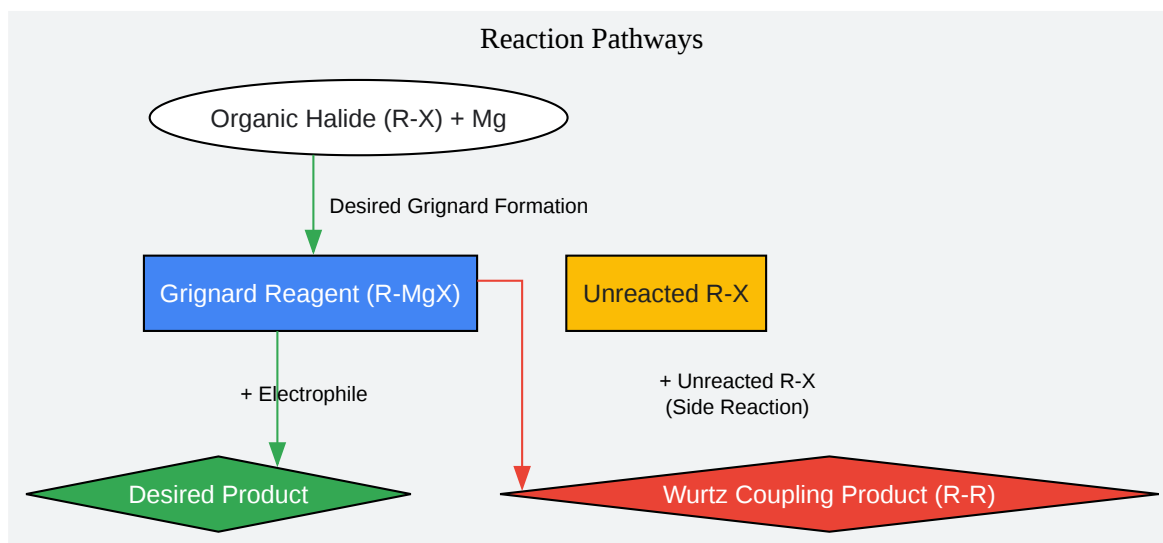 Reaction Pathways
Organic Halide (R-X) + Mg
Desired Grignard Formation
Grignard Reagent (R-MgX)
Unreacted R-X
+ Electrophile
+ Unreacted R-X
(Side Reaction)
Desired Product
Wurtz Coupling Product (R-R)